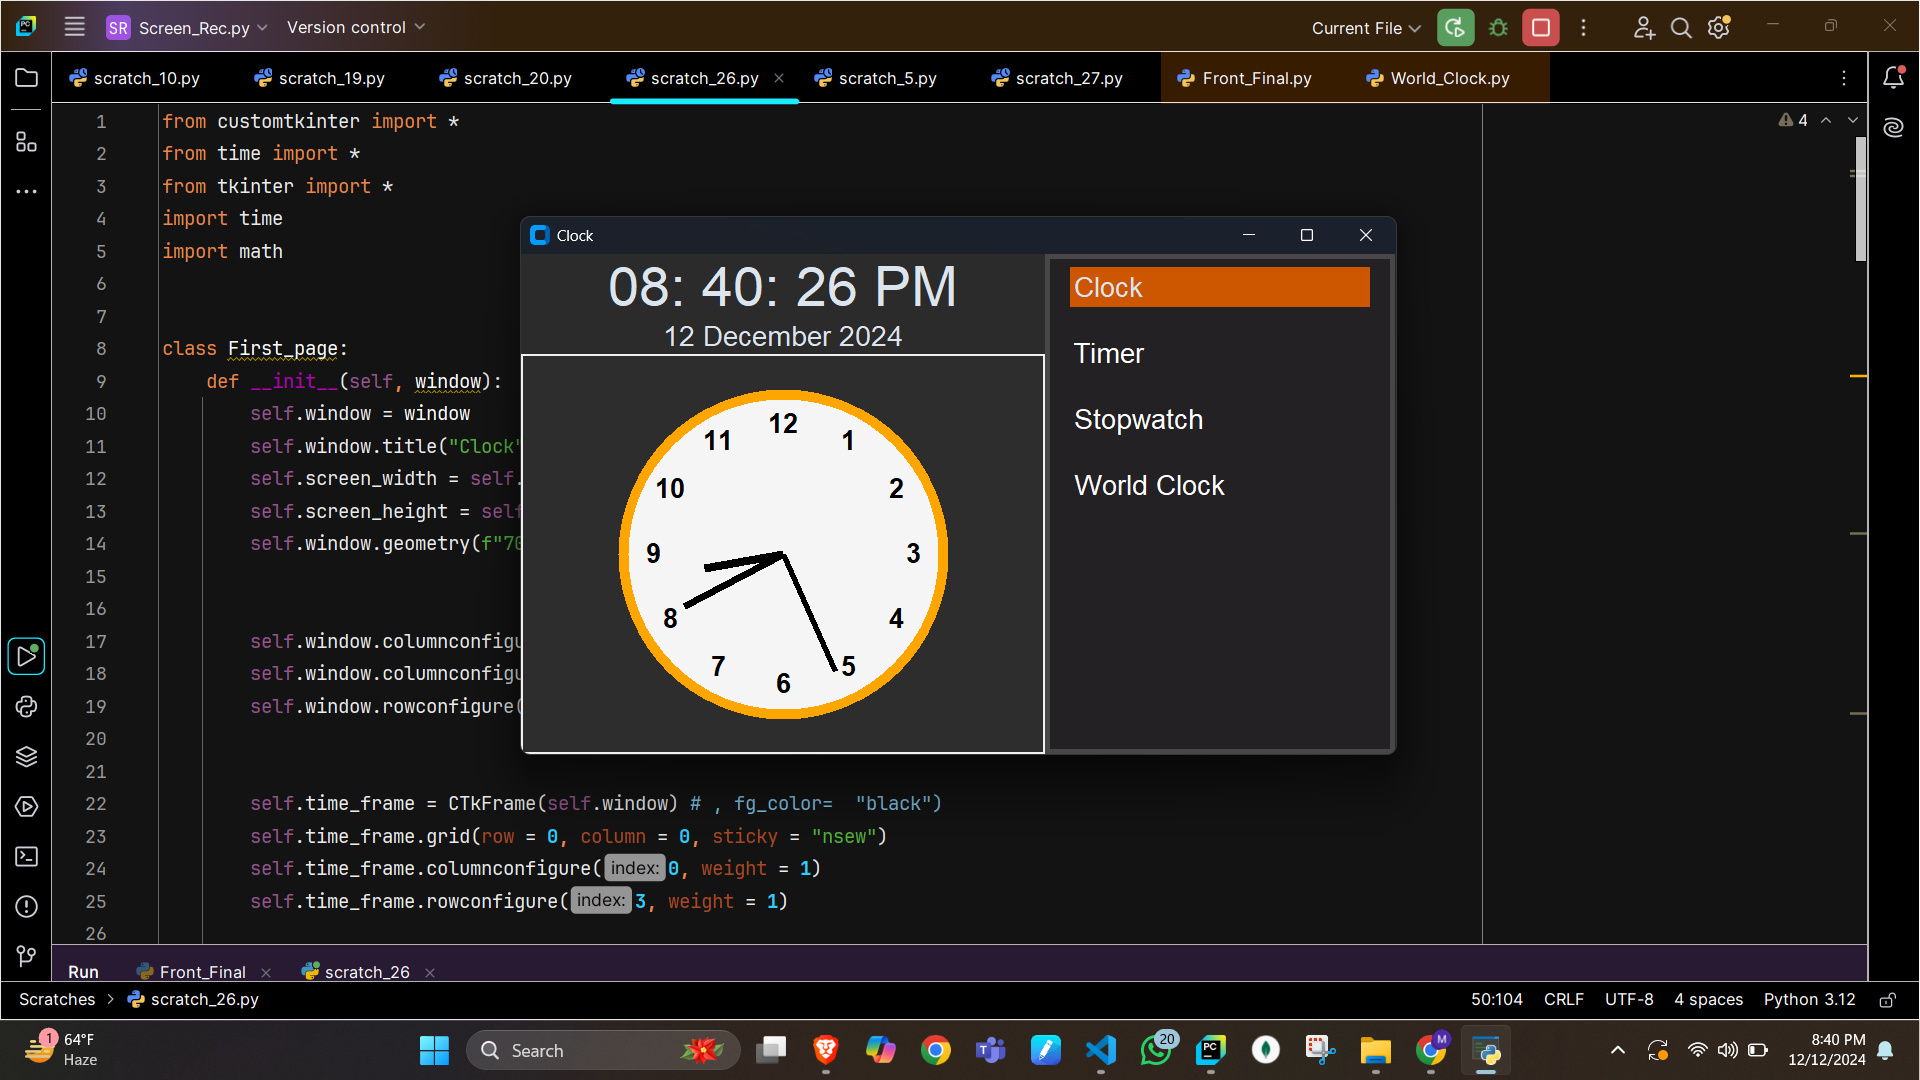 SR Screen_Rec.py Version control Current File
scratch_10.py scratch_19.py scratch_20.py scratch_26.py scratch_5.py scratch_27.py Front_Final.py World_Clock.py
4
1 from customtkinter import *
2 from time import *
3 from tkinter import *
4 import time
5 import math
6
7
8 class First_page:
9 def __init__(self, window):
10 self.window = window
11 self.window.title("Clock"
12 self.screen_width = self.
13 self.screen_height = self
14 self.window.geometry(f"70
15
16
17 self.window.columnconfigu
18 self.window.columnconfigu
19 self.window.rowconfigure(
20
21
22 self.time_frame = CTkFrame(self.window) # , fg_color= "black")
23 self.time_frame.grid(row = 0, column = 0, sticky = "nsew")
24 self.time_frame.columnconfigure(index: 0, weight = 1)
25 self.time_frame.rowconfigure(index: 3, weight = 1)
26
Clock
08: 40: 26 PM
12 December 2024
12
11 1
10 2
9 3
8 4
7 5
6
Clock
Timer
Stopwatch
World Clock
Run Front_Final scratch_26
Scratches scratch_26.py 50:104 CRLF UTF-8 4 spaces Python 3.12
1 64°F
Haze
Search
20
M
8:40 PM
12/12/2024